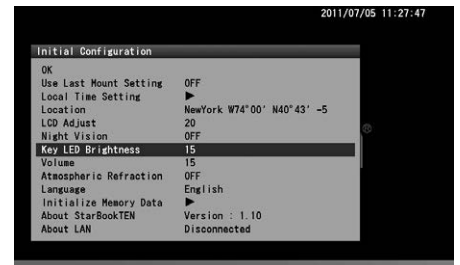 2011/07/05 11:27:47
Initial Configuration
OK
Use Last Mount Setting OFF
Local Time Setting ▶
Location NewYork W74°00′ N40°43′ -5
LCD Adjust 20
Night Vision OFF
Key LED Brightness 15
Volume 15
Atmospheric Refraction OFF
Language English
Initialize Memory Data ▶
About StarBookTEN Version : 1.10
About LAN Disconnected